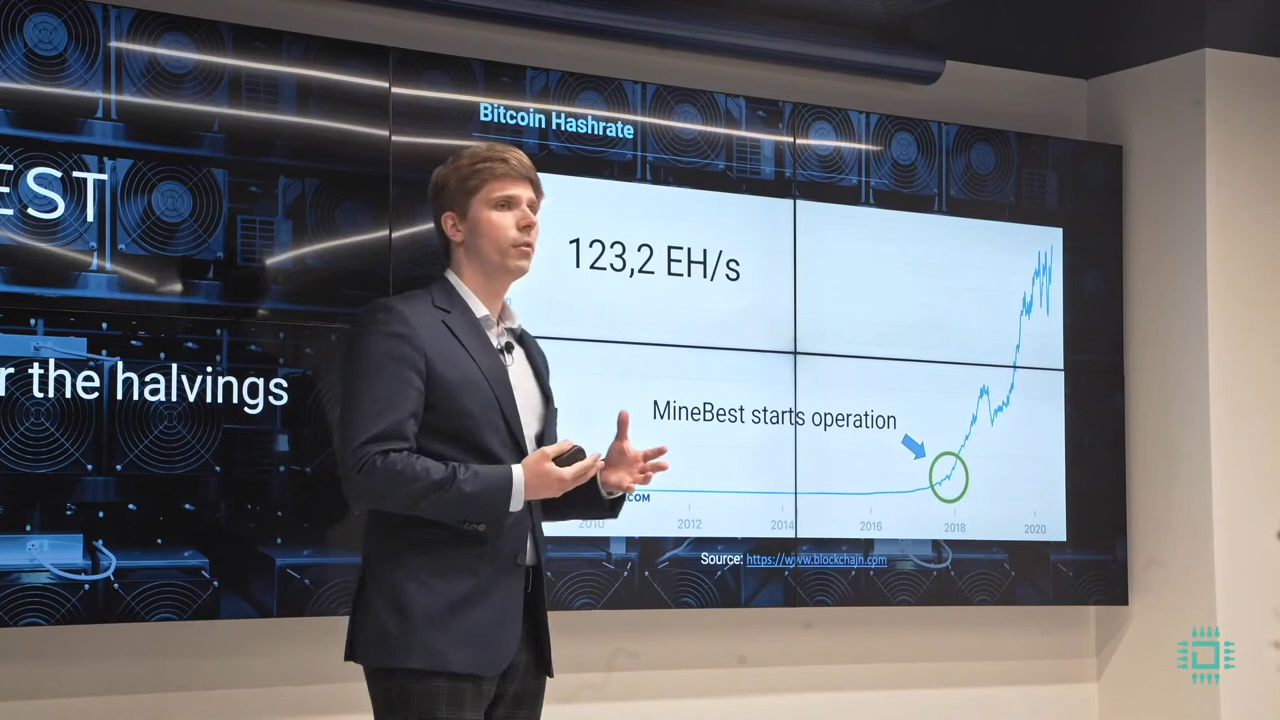 EST
r the halvings
Bitcoin Hashrate
123,2 EH/s
MineBest starts operation
.COM
2010 2012 2014 2016 2018 2020
Source: https://www.blockchain.com